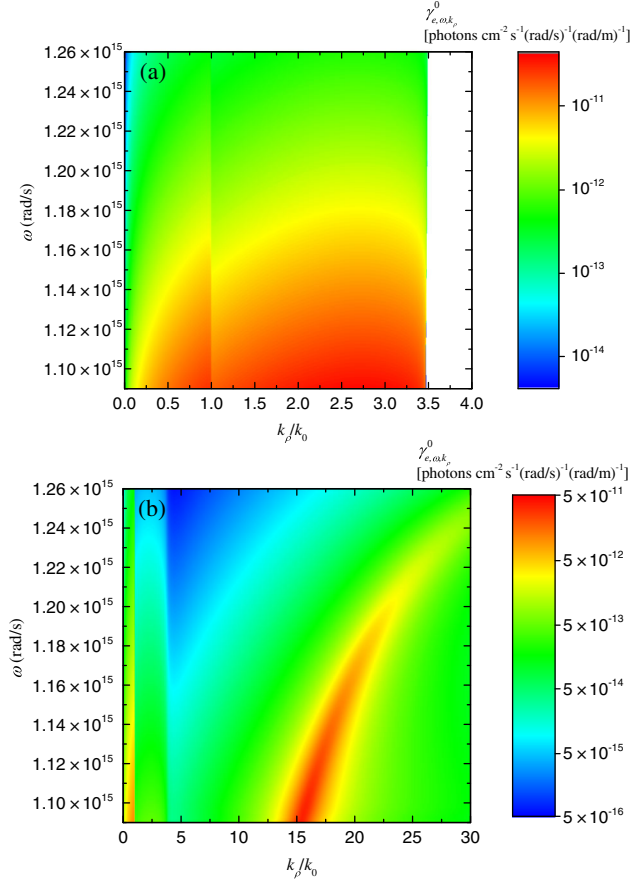 γ⁰ₑ,ω,kᵨ
[photons cm⁻² s⁻¹(rad/s)⁻¹(rad/m)⁻¹]
(a)
1.26 × 10¹⁵
1.24 × 10¹⁵
1.22 × 10¹⁵
1.20 × 10¹⁵
1.18 × 10¹⁵
1.16 × 10¹⁵
1.14 × 10¹⁵
1.12 × 10¹⁵
1.10 × 10¹⁵
ω (rad/s)
0.0 0.5 1.0 1.5 2.0 2.5 3.0 3.5 4.0
kᵨ/k₀
10⁻¹¹
10⁻¹²
10⁻¹³
10⁻¹⁴
γ⁰ₑ,ω,kᵨ
[photons cm⁻² s⁻¹(rad/s)⁻¹(rad/m)⁻¹]
(b)
1.26 × 10¹⁵
1.24 × 10¹⁵
1.22 × 10¹⁵
1.20 × 10¹⁵
1.18 × 10¹⁵
1.16 × 10¹⁵
1.14 × 10¹⁵
1.12 × 10¹⁵
1.10 × 10¹⁵
ω (rad/s)
0 5 10 15 20 25 30
kᵨ/k₀
5 × 10⁻¹¹
5 × 10⁻¹²
5 × 10⁻¹³
5 × 10⁻¹⁴
5 × 10⁻¹⁵
5 × 10⁻¹⁶